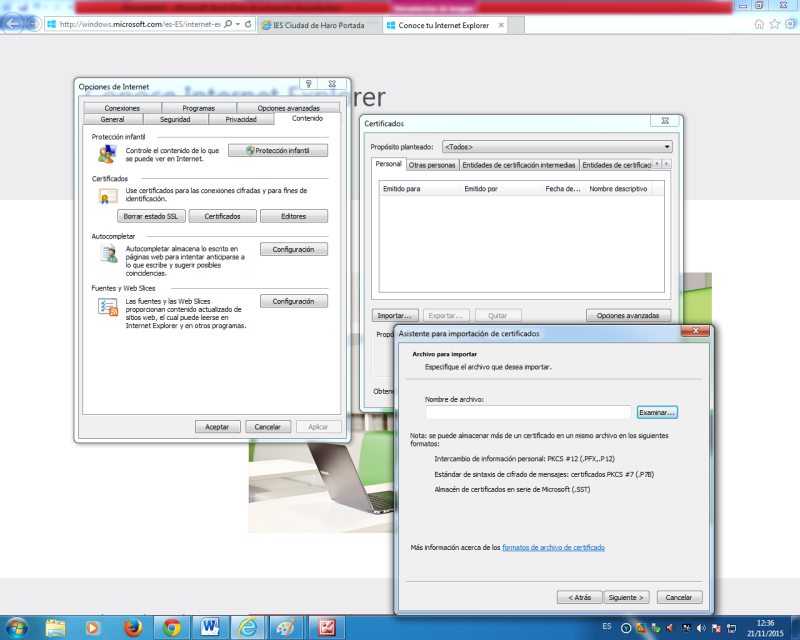 Herramientas de imagen
http://windows.microsoft.com/es-ES/internet-ex
IES Ciudad de Haro Portada
Conoce tu Internet Explorer
Opciones de Internet
Conexiones
Programas
Opciones avanzadas
General
Seguridad
Privacidad
Contenido
Protección infantil
Controle el contenido de lo que
se puede ver en Internet.
Protección infantil
Certificados
Use certificados para las conexiones cifradas y para fines de
identificación.
Borrar estado SSL
Certificados
Editores
Autocompletar
Autocompletar almacena lo escrito en
páginas web para intentar anticiparse a
lo que escribe y sugerir posibles
coincidencias.
Configuración
Fuentes y Web Slices
Las fuentes y las Web Slices
proporcionan contenido actualizado de
sitios web, el cual puede leerse en
Internet Explorer y en otros programas.
Configuración
Aceptar
Cancelar
Aplicar
Certificados
Propósito planteado:
<Todos>
Personal
Otras personas
Entidades de certificación intermedias
Entidades de certificac
Emitido para
Emitido por
Fecha de...
Nombre descriptivo
Importar...
Exportar...
Quitar
Opciones avanzadas
Propó
Obtene
Asistente para importación de certificados
Archivo para importar
Especifique el archivo que desea importar.
Nombre de archivo:
Examinar...
Nota: se puede almacenar más de un certificado en un mismo archivo en los siguientes
formatos:
Intercambio de información personal: PKCS #12 (.PFX,.P12)
Estándar de sintaxis de cifrado de mensajes: certificados PKCS #7 (.P7B)
Almacén de certificados en serie de Microsoft (.SST)
Más información acerca de los formatos de archivo de certificado
< Atrás
Siguiente >
Cancelar
ES
12:36
21/11/2015